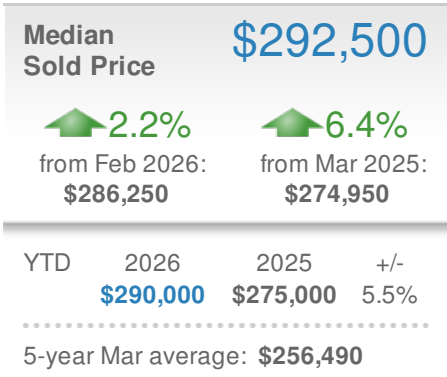 Median
Sold Price
$292,500
2.2%
6.4%
from Feb 2026:
from Mar 2025:
$286,250
$274,950
YTD 2026 2025 +/-
$290,000 $275,000 5.5%
5-year Mar average: $256,490